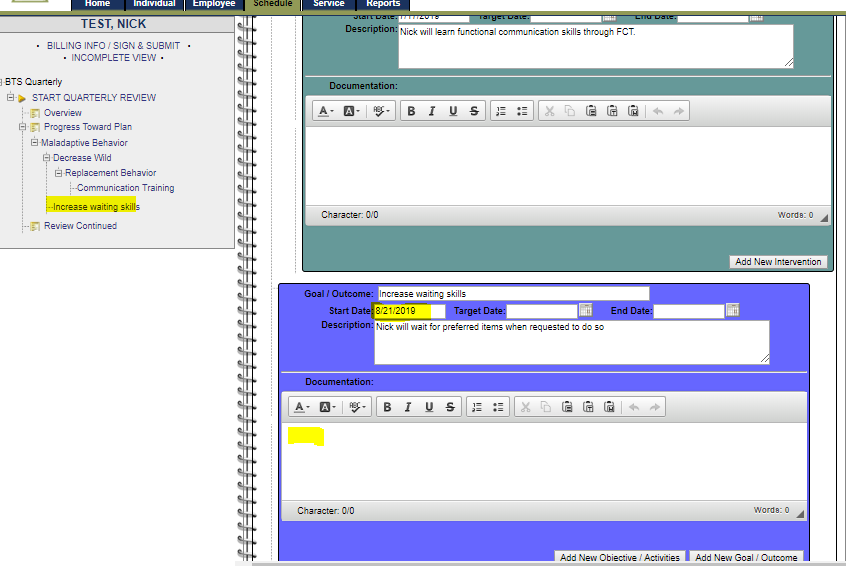 Home Individual Employee Schedule Service Reports
TEST, NICK
• BILLING INFO / SIGN & SUBMIT •
• INCOMPLETE VIEW •
BTS Quarterly
START QUARTERLY REVIEW
Overview
Progress Toward Plan
Maladaptive Behavior
Decrease Wild
Replacement Behavior
Communication Training
Increase waiting skills
Review Continued
Start Date: Target Date: End Date:
Description: Nick will learn functional communication skills through FCT.
Documentation:
A A ABC B I U S
Character: 0/0 Words: 0
Add New Intervention
Goal / Outcome: Increase waiting skills
Start Date: 8/21/2019 Target Date: End Date:
Description: Nick will wait for preferred items when requested to do so
Documentation:
A A ABC B I U S
Character: 0/0 Words: 0
Add New Objective / Activities Add New Goal / Outcome